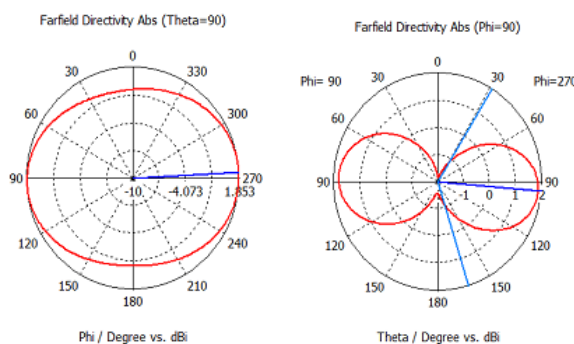 Farfield Directivity Abs (Theta=90)
0
30 330
60 300
90 270
-10 -4.073 1.853
120 240
150 210
180
Phi / Degree vs. dBi
Farfield Directivity Abs (Phi=90)
Phi= 90 Phi=270
0
30 30
60 60
90 90
-1 0 1 2
120 120
150 150
180
Theta / Degree vs. dBi